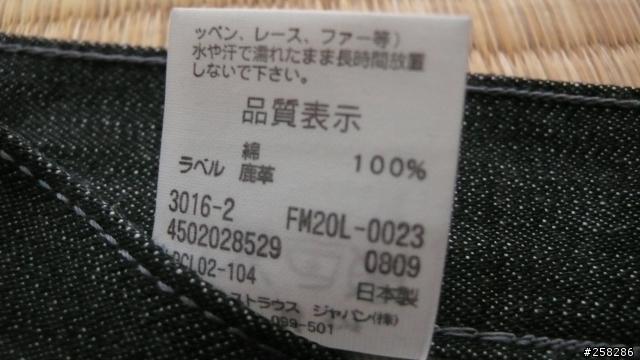 ッペン、レース、ファー等)
水や汗で濡れたまま長時間放置
しないで下さい。
品質表示
綿 100%
ラベル 鹿革
3016-2 FM20L-0023
4502028529 0809
CL02-104 日本製
ストラウス ジャパン(株)
099-501
#258286